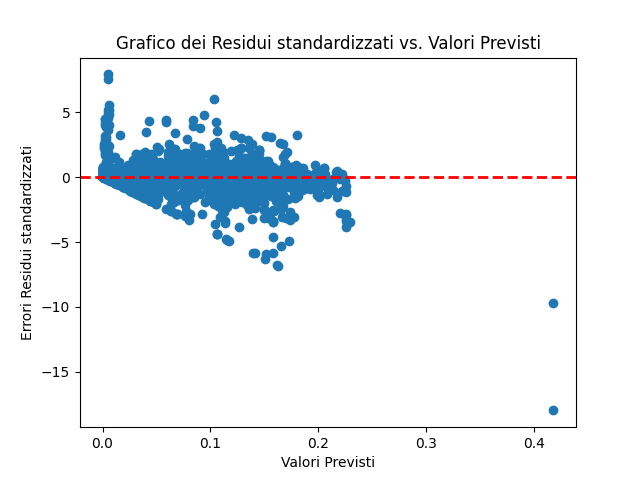 Grafico dei Residui standardizzati vs. Valori Previsti
Errori Residui standardizzati
5
0
−5
−10
−15
0.0 0.1 0.2 0.3 0.4
Valori Previsti